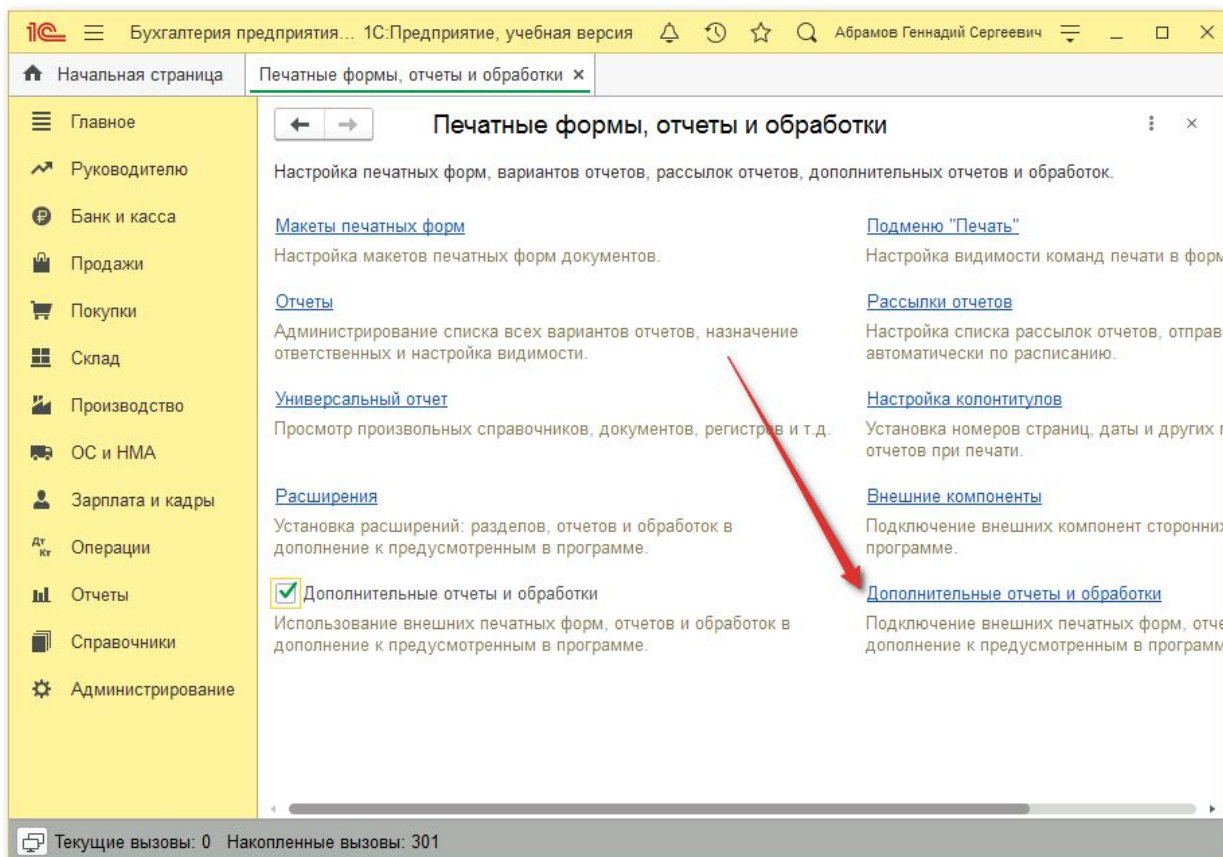 1С Бухгалтерия предприятия... 1С:Предприятие, учебная версия Абрамов Геннадий Сергеевич
Начальная страница Печатные формы, отчеты и обработки
Главное
Руководителю
Банк и касса
Продажи
Покупки
Склад
Производство
ОС и НМА
Зарплата и кадры
Дт Кт Операции
Отчеты
Справочники
Администрирование
Печатные формы, отчеты и обработки
Настройка печатных форм, вариантов отчетов, рассылок отчетов, дополнительных отчетов и обработок.
Макеты печатных форм
Настройка макетов печатных форм документов.
Отчеты
Администрирование списка всех вариантов отчетов, назначение
ответственных и настройка видимости.
Универсальный отчет
Просмотр произвольных справочников, документов, регистров и т.д.
Расширения
Установка расширений: разделов, отчетов и обработок в
дополнение к предусмотренным в программе.
Дополнительные отчеты и обработки
Использование внешних печатных форм, отчетов и обработок в
дополнение к предусмотренным в программе.
Подменю "Печать"
Настройка видимости команд печати в форм
Рассылки отчетов
Настройка списка рассылок отчетов, отправ
автоматически по расписанию.
Настройка колонтитулов
Установка номеров страниц, даты и других
отчетов при печати.
Внешние компоненты
Подключение внешних компонент сторонних
программе.
Дополнительные отчеты и обработки
Подключение внешних печатных форм, отче
дополнение к предусмотренным в программ
Текущие вызовы: 0 Накопленные вызовы: 301